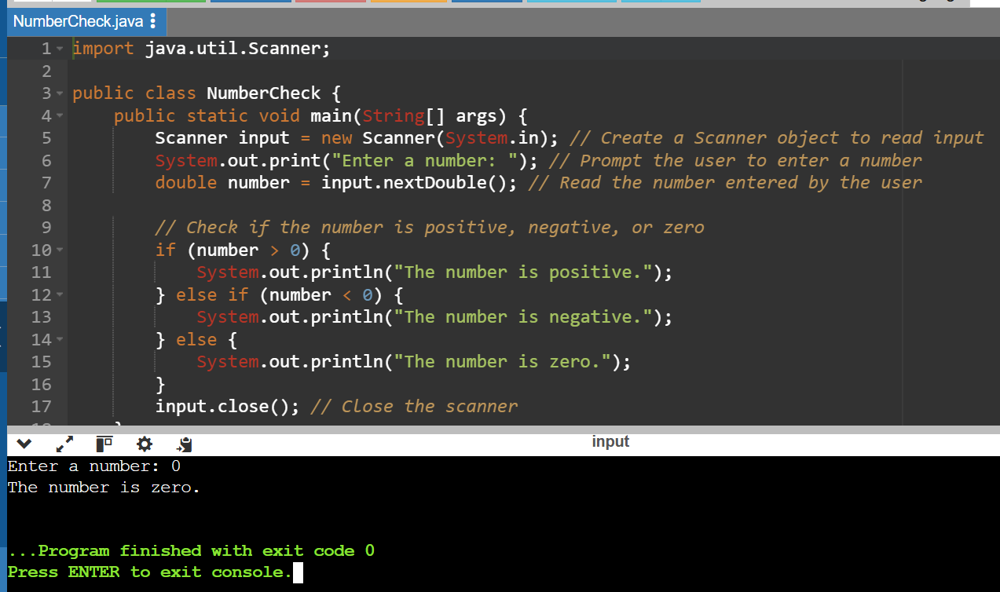 NumberCheck.java
1 import java.util.Scanner;
2
3 public class NumberCheck {
4 public static void main(String[] args) {
5 Scanner input = new Scanner(System.in); // Create a Scanner object to read input
6 System.out.print("Enter a number: "); // Prompt the user to enter a number
7 double number = input.nextDouble(); // Read the number entered by the user
8
9 // Check if the number is positive, negative, or zero
10 if (number > 0) {
11 System.out.println("The number is positive.");
12 } else if (number < 0) {
13 System.out.println("The number is negative.");
14 } else {
15 System.out.println("The number is zero.");
16 }
17 input.close(); // Close the scanner
input
Enter a number: 0
The number is zero.
...Program finished with exit code 0
Press ENTER to exit console.